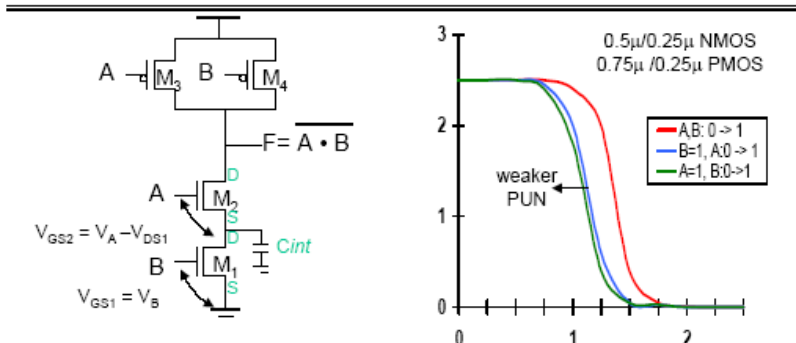 A
M3
B
M4
F= A • B
A
D
M2
S
VGS2 = VA –VDS1
D
Cint
B
M1
VGS1 = VB
S
3
2
1
0
0
1
2
0.5μ/0.25μ NMOS
0.75μ /0.25μ PMOS
A,B: 0 -> 1
B=1, A:0 -> 1
A=1, B:0->1
weaker
PUN